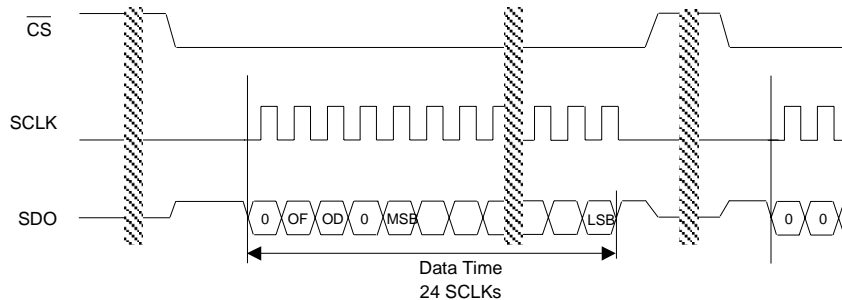 CS
SCLK
SDO
0 OF OD 0 MSB LSB 0 0
Data Time
24 SCLKs